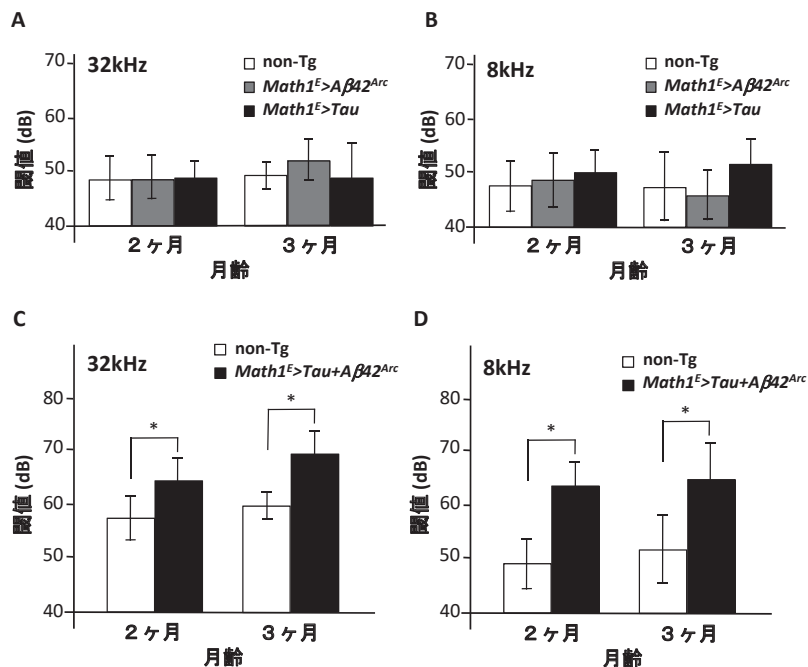 A
32kHz
non-Tg
Math1ᴱ>Aβ42ᴬʳᶜ
Math1ᴱ>Tau
閾値 (dB)
70
60
50
40
2ヶ月
3ヶ月
月齢
B
8kHz
non-Tg
Math1ᴱ>Aβ42ᴬʳᶜ
Math1ᴱ>Tau
閾値 (dB)
70
60
50
40
2ヶ月
3ヶ月
月齢
C
32kHz
non-Tg
Math1ᴱ>Tau+Aβ42ᴬʳᶜ
閾値 (dB)
80
70
60
50
40
*
*
2ヶ月
3ヶ月
月齢
D
8kHz
non-Tg
Math1ᴱ>Tau+Aβ42ᴬʳᶜ
閾値 (dB)
80
70
60
50
40
*
*
2ヶ月
3ヶ月
月齢